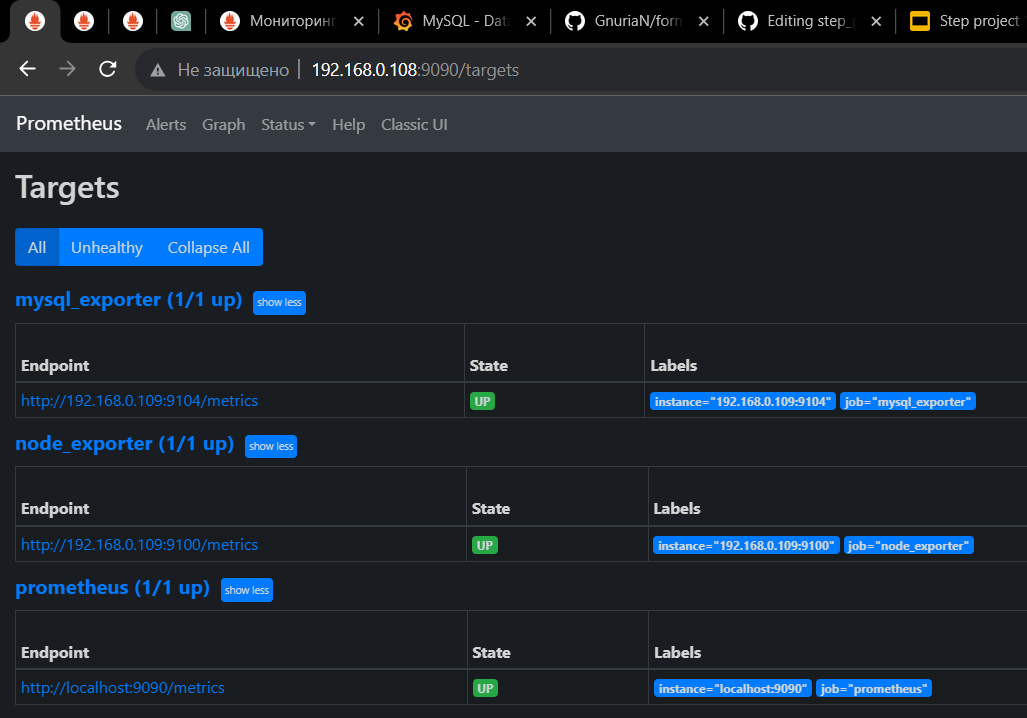 Мониторинг MySQL - Data GnuriaN/form Editing step_ Step project
Не защищено 192.168.0.108:9090/targets
Prometheus Alerts Graph Status Help Classic UI
Targets
All Unhealthy Collapse All
mysql_exporter (1/1 up) show less
Endpoint State Labels
http://192.168.0.109:9104/metrics UP instance="192.168.0.109:9104" job="mysql_exporter"
node_exporter (1/1 up) show less
Endpoint State Labels
http://192.168.0.109:9100/metrics UP instance="192.168.0.109:9100" job="node_exporter"
prometheus (1/1 up) show less
Endpoint State Labels
http://localhost:9090/metrics UP instance="localhost:9090" job="prometheus"